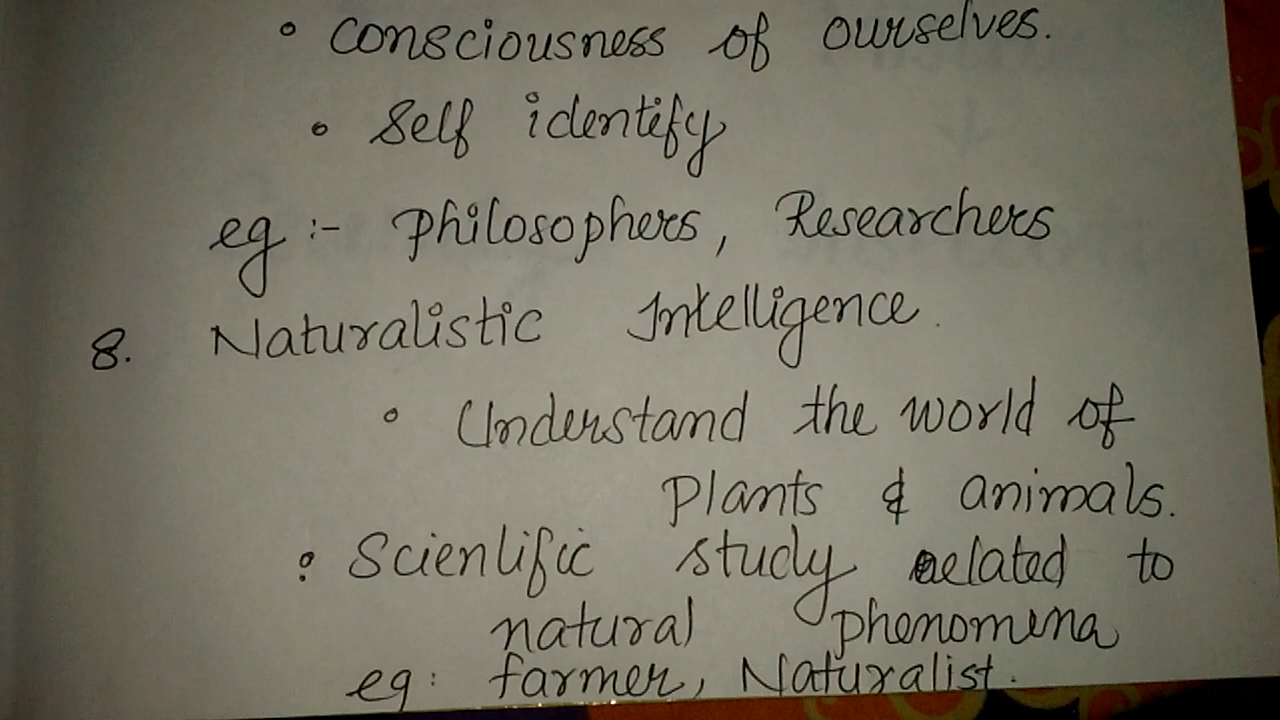 • Consciousness of ourselves.
• Self identify
eg :- Philosophers, Researchers
8. Naturalistic Intelligence.
• Understand the world of
Plants & animals.
• Scientific study related to
natural phenomena
eg: farmer, Naturalist.